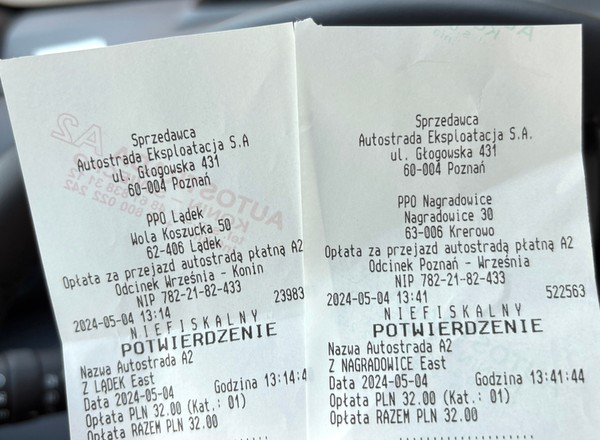 Sprzedawca
Autostrada Eksploatacja S.A
ul. Głogowska 431
60-004 Poznań
PPO Lądek
Wola Koszucka 50
62-406 Lądek
Opłata za przejazd autostradą płatną A2
Odcinek Września - Konin
NIP 782-21-82-433
23983
2024-05-04 13:14
N I E F I S K A L N Y
POTWIERDZENIE
Nazwa Autostrada A2
Z LĄDEK East
Data 2024-05-04 Godzina 13:14:4
Opłata PLN 32.00 (Kat.: 01)
Opłata RAZEM PLN 32.00
Sprzedawca
Autostrada Eksploatacja S.A.
ul. Głogowska 431
60-004 Poznań
PPO Nagradowice
Nagradowice 30
63-006 Krerowo
Opłata za przejazd autostradą płatną A2
Odcinek Poznań - Września
NIP 782-21-82-433
2024-05-04 13:41 522563
N I E F I S K A L N Y
POTWIERDZENIE
Nazwa Autostrada A2
Z NAGRADOWICE East
Data 2024-05-04 Godzina 13:41:44
Opłata PLN 32.00 (Kat.: 01)
Opłata RAZEM PLN 32.00